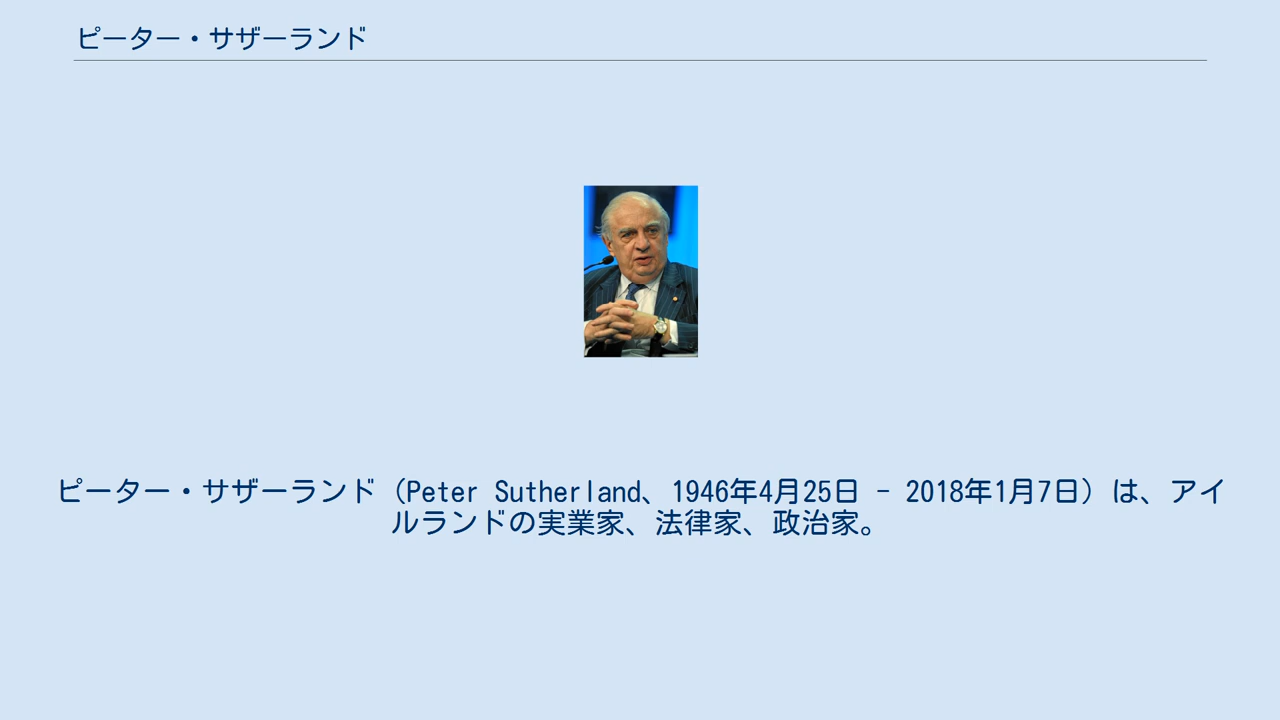 ピーター・サザーランド
ピーター・サザーランド（Peter Sutherland、1946年4月25日 - 2018年1月7日）は、アイ
ルランドの実業家、法律家、政治家。